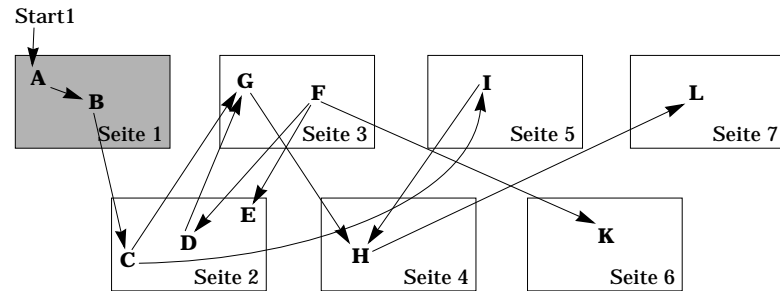 Start1
A
B
Seite 1
G
F
Seite 3
I
Seite 5
L
Seite 7
C
D
E
Seite 2
H
Seite 4
K
Seite 6